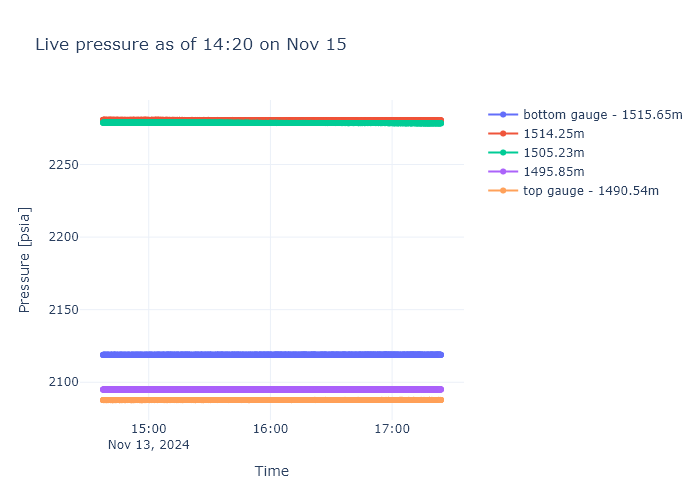 Live pressure as of 14:20 on Nov 15
bottom gauge - 1515.65m
1514.25m
1505.23m
1495.85m
top gauge - 1490.54m
2250
2200
2150
2100
Pressure [psia]
15:00
16:00
17:00
Nov 13, 2024
Time